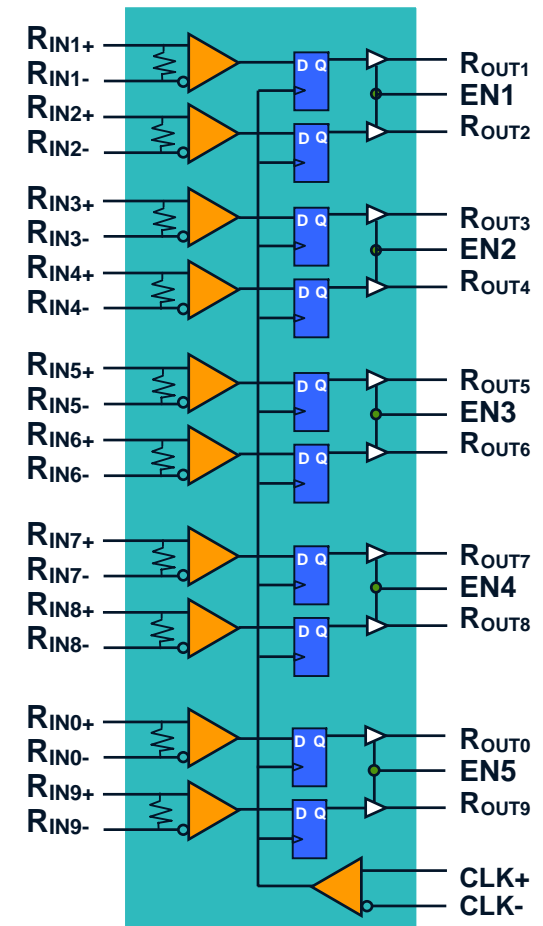 RIN1+
RIN1-
RIN2+
RIN2-
RIN3+
RIN3-
RIN4+
RIN4-
RIN5+
RIN5-
RIN6+
RIN6-
RIN7+
RIN7-
RIN8+
RIN8-
RIN0+
RIN0-
RIN9+
RIN9-
D Q
D Q
D Q
D Q
D Q
D Q
D Q
D Q
D Q
D Q
ROUT1
EN1
ROUT2
ROUT3
EN2
ROUT4
ROUT5
EN3
ROUT6
ROUT7
EN4
ROUT8
ROUT0
EN5
ROUT9
CLK+
CLK-